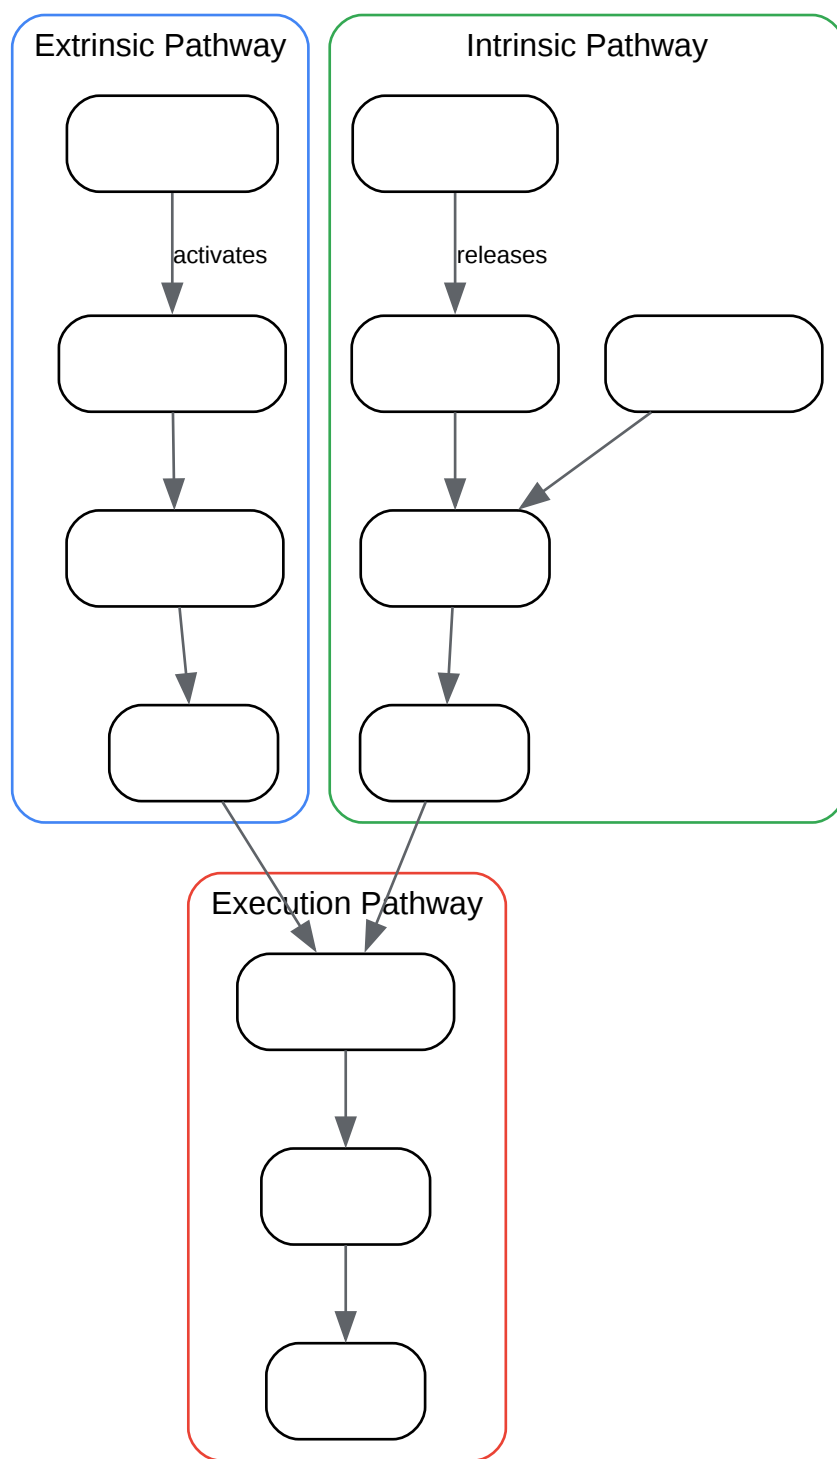 Extrinsic Pathway
Intrinsic Pathway
activates
releases
Execution Pathway